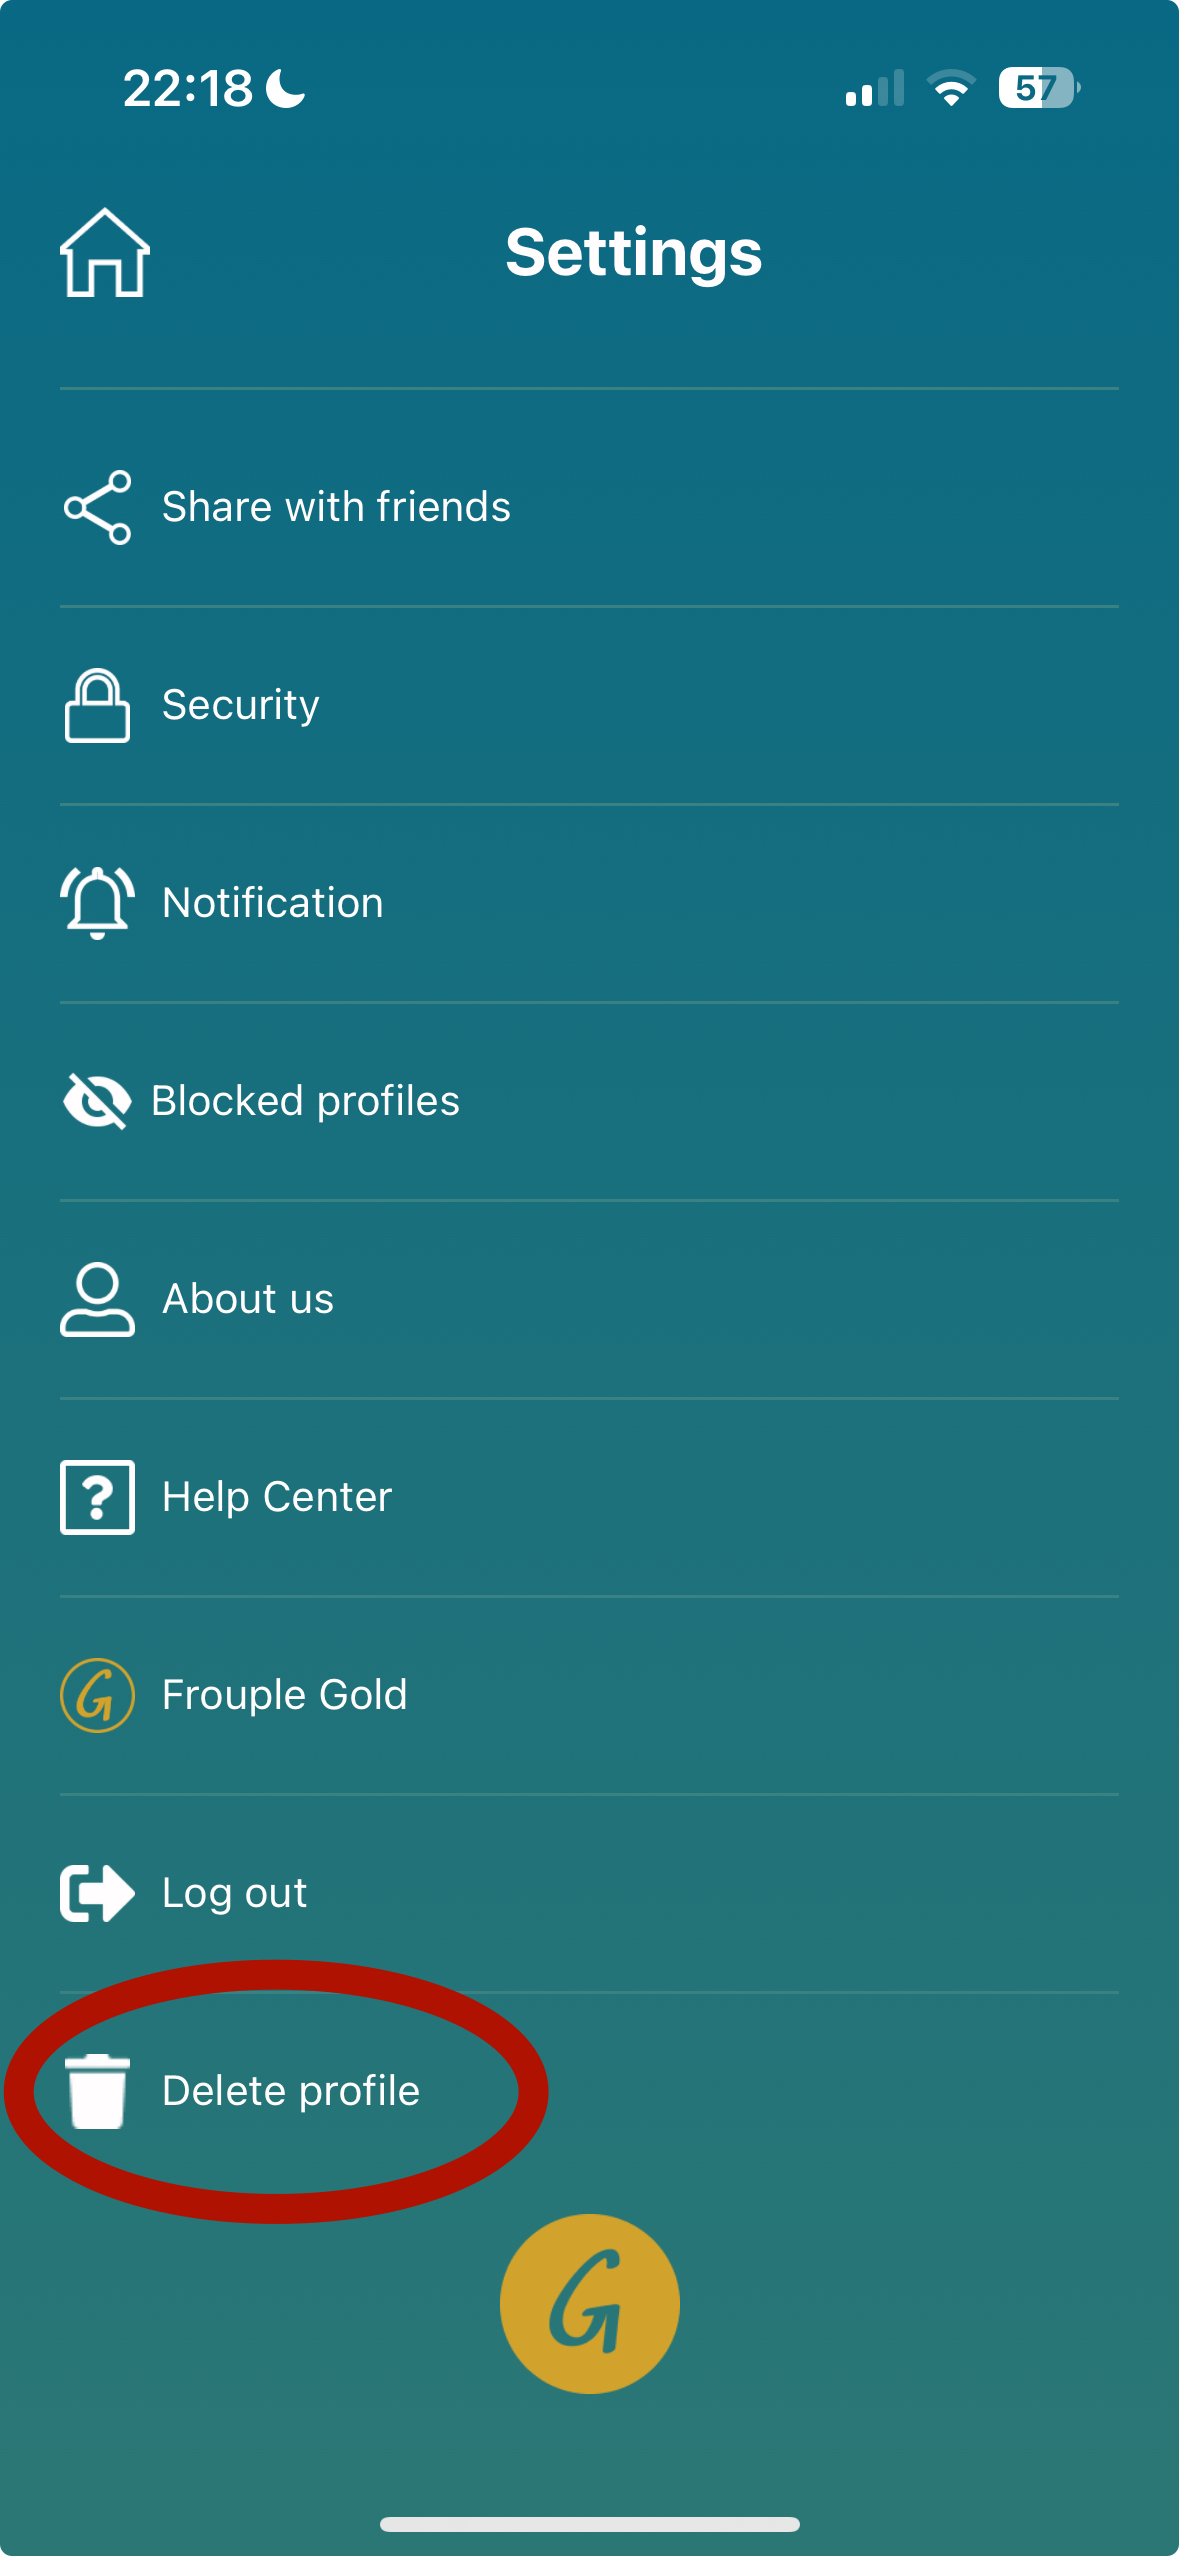 22:18
57
Settings
Share with friends
Security
Notification
Blocked profiles
About us
?
Help Center
G
Frouple Gold
Log out
Delete profile
G